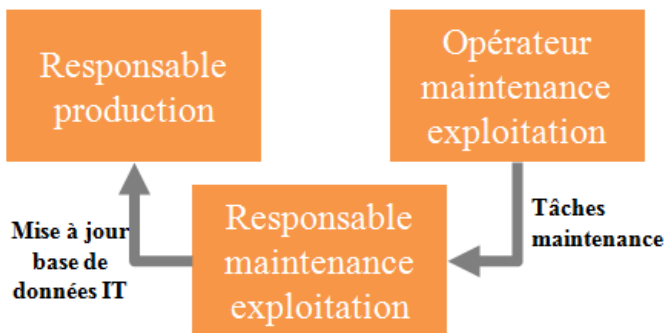 Responsable
production
Opérateur
maintenance
exploitation
Mise à jour
base de
données IT
Responsable
maintenance
exploitation
Tâches
maintenance